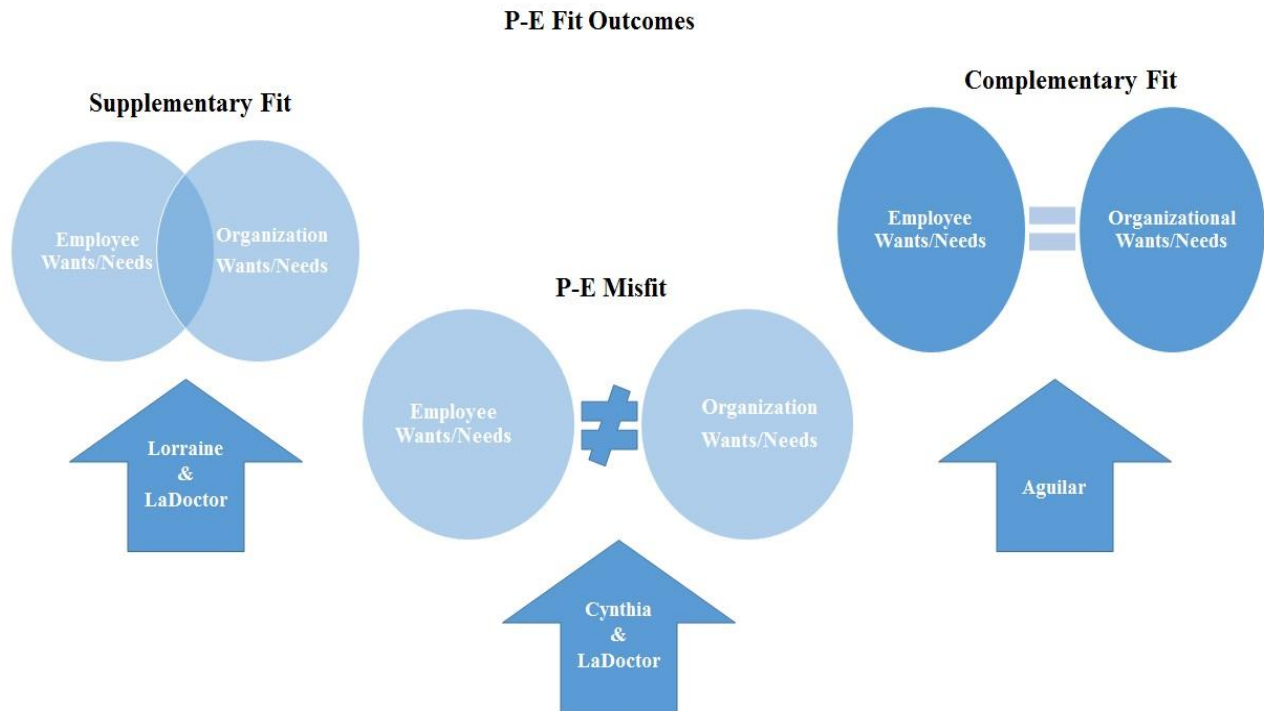 P-E Fit Outcomes
Supplementary Fit
Employee
Wants/Needs
Organization
Wants/Needs
Lorraine
&
LaDoctor
P-E Misfit
Employee
Wants/Needs
≠
Organization
Wants/Needs
Cynthia
&
LaDoctor
Complementary Fit
Employee
Wants/Needs
=
Organizational
Wants/Needs
Aguilar